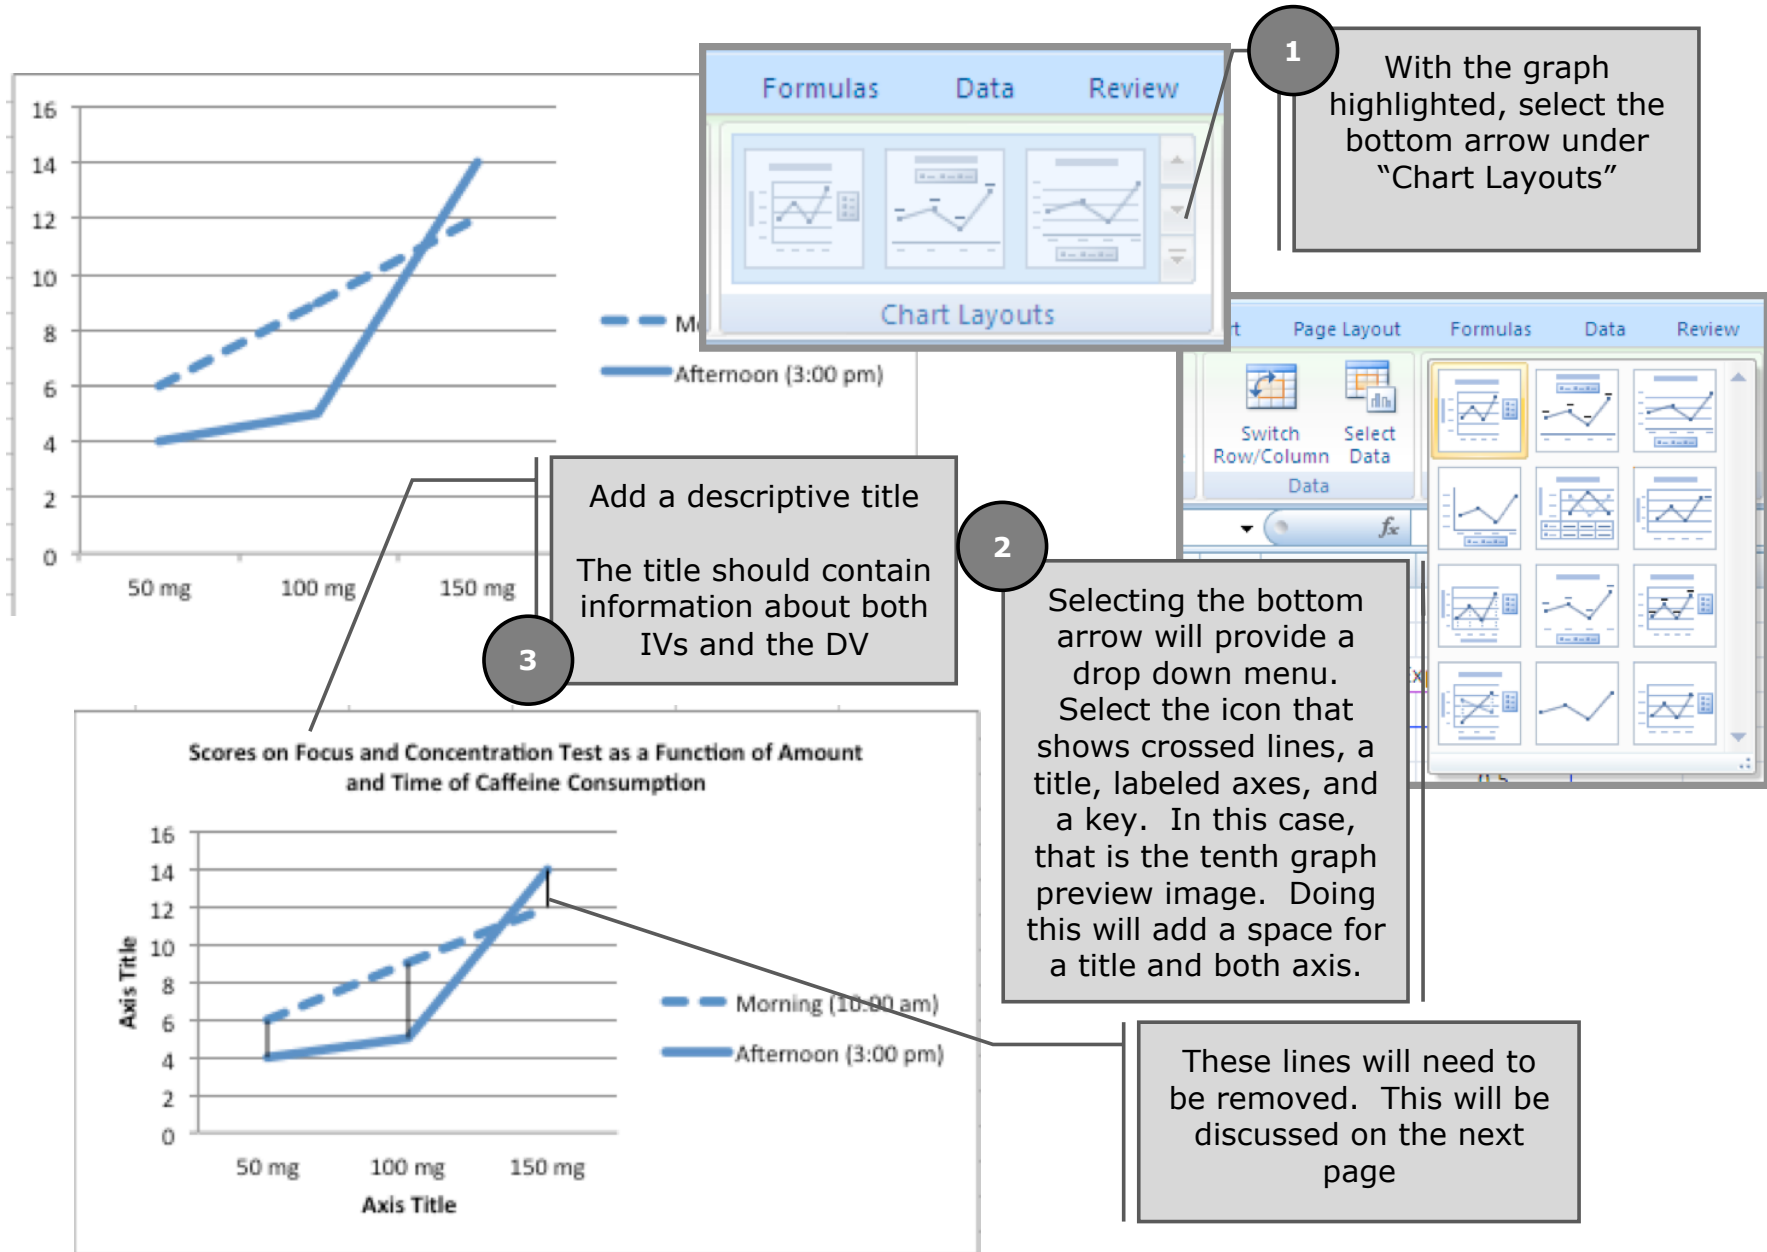 1
With the graph
highlighted, select the
bottom arrow under
“Chart Layouts”
Formulas Data Review
Chart Layouts
16
14
12
10
8
6
4
2
0
50 mg 100 mg 150 mg
Afternoon (3:00 pm)
Page Layout Formulas Data Review
Switch
Row/Column
Select
Data
Data
fx
2
Selecting the bottom
arrow will provide a
drop down menu.
Select the icon that
shows crossed lines, a
title, labeled axes, and
a key. In this case,
that is the tenth graph
preview image. Doing
this will add a space for
a title and both axis.
3
Add a descriptive title
The title should contain
information about both
IVs and the DV
Scores on Focus and Concentration Test as a Function of Amount
and Time of Caffeine Consumption
Axis Title
16
14
12
10
8
6
4
2
0
50 mg 100 mg 150 mg
Axis Title
Morning (10:00 am)
Afternoon (3:00 pm)
These lines will need to
be removed. This will be
discussed on the next
page